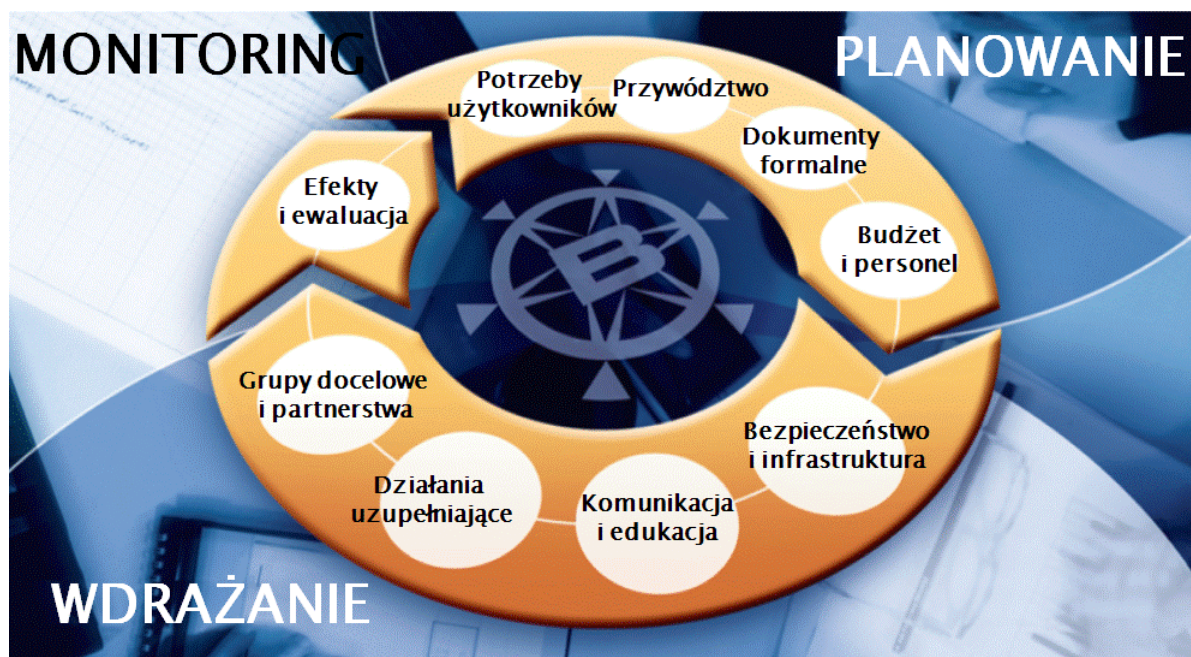 MONITORING
PLANOWANIE
Potrzeby
użytkowników
Przywództwo
Dokumenty
formalne
Budżet
i personel
Bezpieczeństwo
i infrastruktura
Komunikacja
i edukacja
Działania
uzupełniające
Grupy docelowe
i partnerstwa
Efekty
i ewaluacja
B
WDRAŻANIE